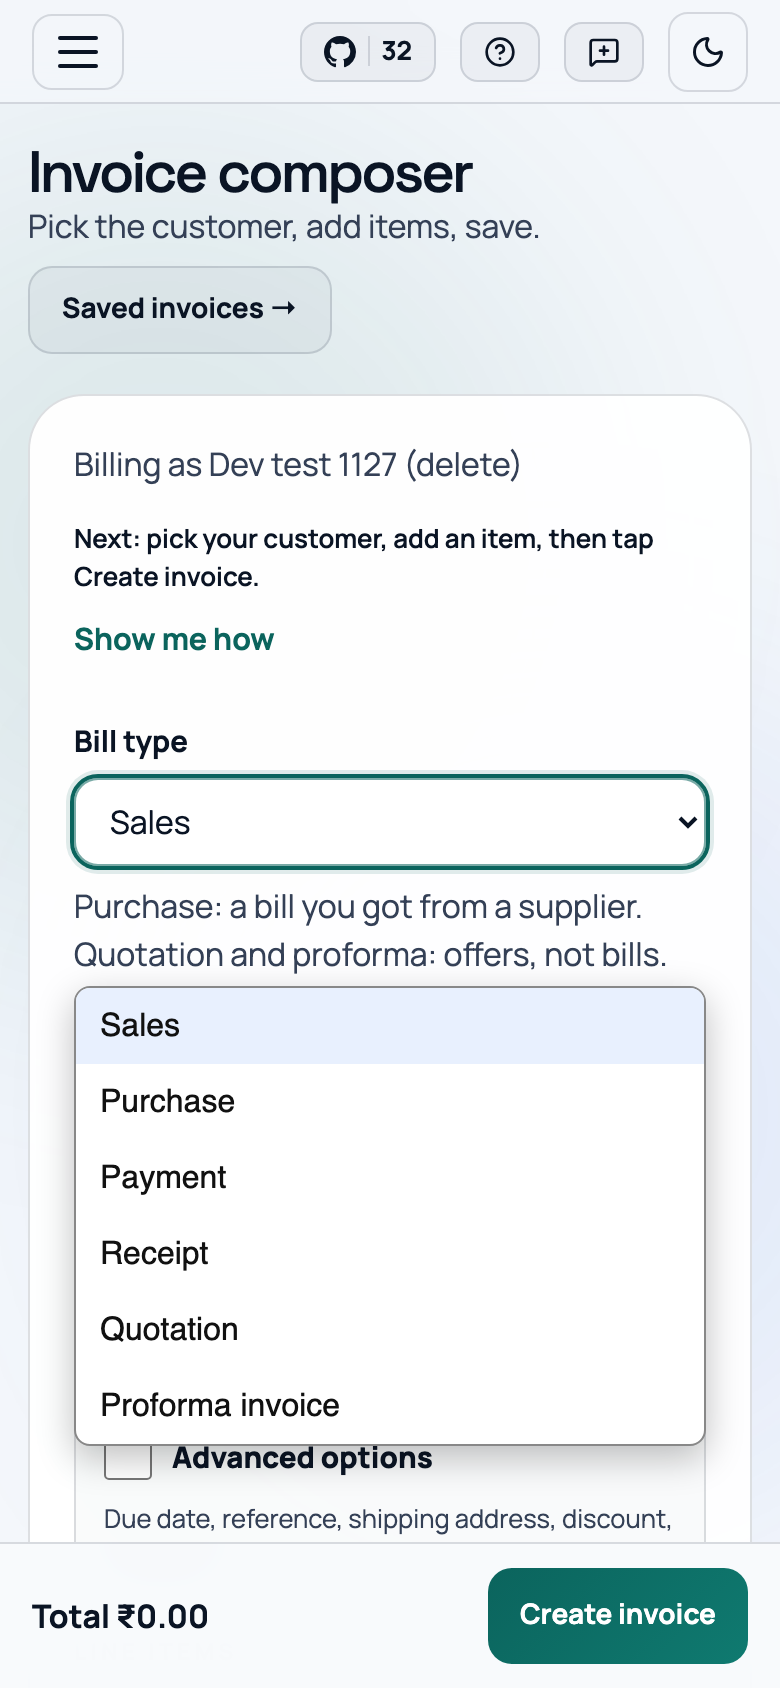 32
Invoice composer
Pick the customer, add items, save.
Saved invoices →
Billing as Dev test 1127 (delete)
Next: pick your customer, add an item, then tap
Create invoice.
Show me how
Bill type
Sales
Purchase: a bill you got from a supplier.
Quotation and proforma: offers, not bills.
Sales
Purchase
Payment
Receipt
Quotation
Proforma invoice
Advanced options
Due date, reference, shipping address, discount,
Total ₹0.00
Create invoice